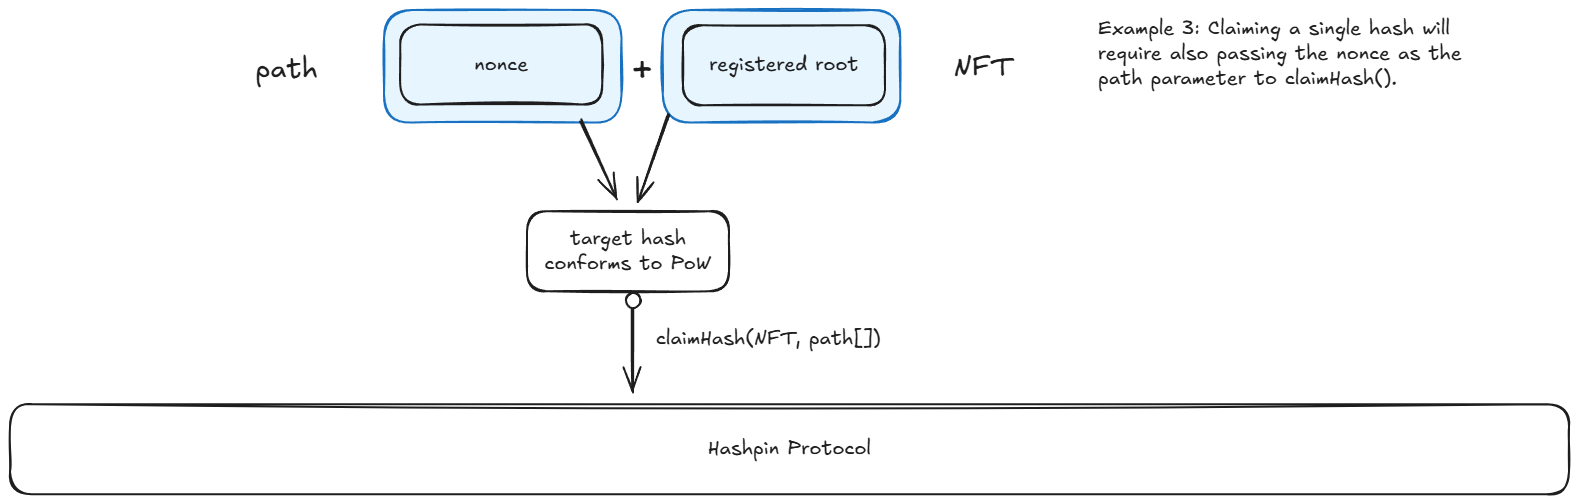 path
nonce
+
registered root
NFT
Example 3: Claiming a single hash will
require also passing the nonce as the
path parameter to claimHash().
target hash
conforms to PoW
claimHash(NFT, path[])
Hashpin Protocol